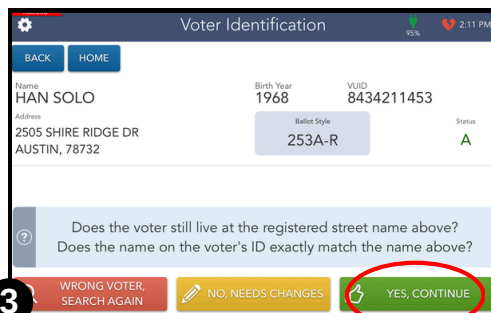 Voter Identification
95%
2:11 PM
BACK HOME
Name
HAN SOLO
Birth Year
1968
VUID
8434211453
Address
2505 SHIRE RIDGE DR
AUSTIN, 78732
Ballot Style
253A-R
Status
A
? Does the voter still live at the registered street name above?
Does the name on the voter's ID exactly match the name above?
3
WRONG VOTER,
SEARCH AGAIN
NO, NEEDS CHANGES
YES, CONTINUE